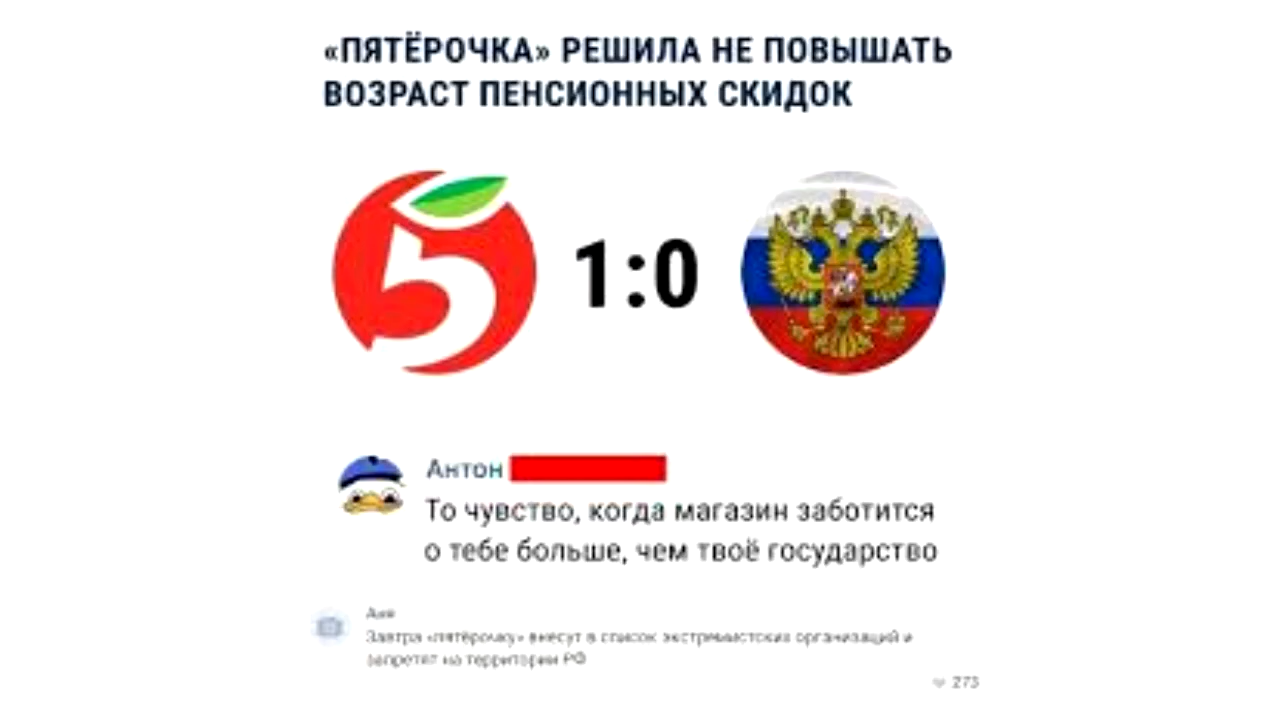 «ПЯТЁРОЧКА» РЕШИЛА НЕ ПОВЫШАТЬ
ВОЗРАСТ ПЕНСИОННЫХ СКИДОК
5 1:0
Антон
То чувство, когда магазин заботится
о тебе больше, чем твоё государство
Завтра «пятёрочку» внесут в список экстремистских организаций и
запретят на территории РФ
273